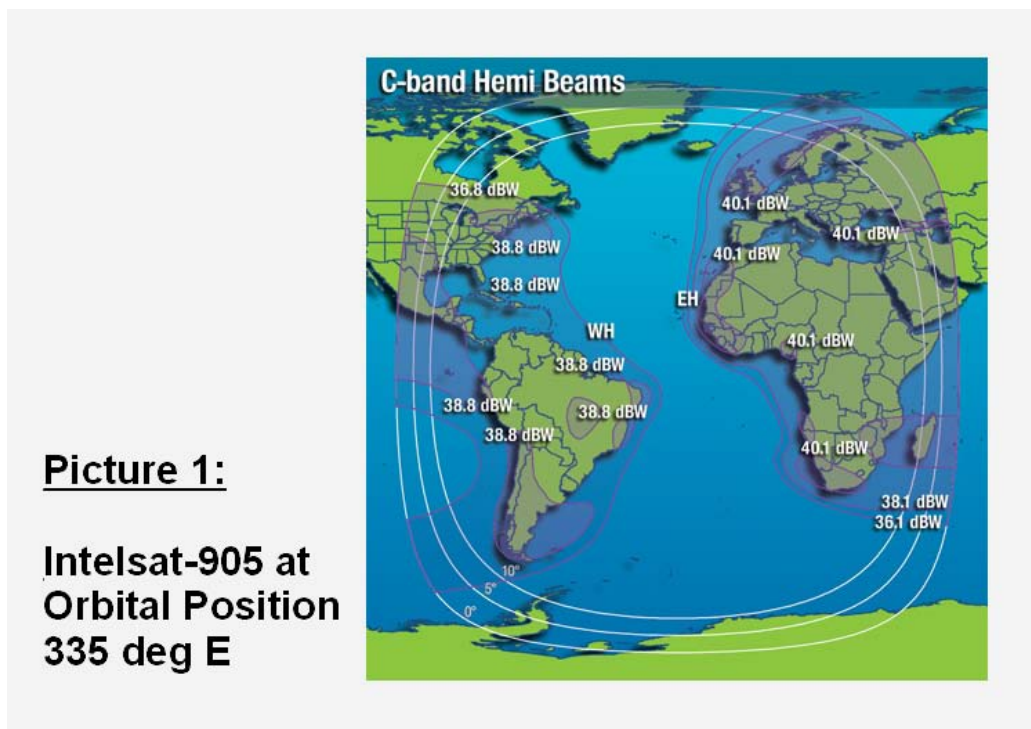 C-band Hemi Beams
36.8 dBW
40.1 dBW
40.1 dBW
38.8 dBW
40.1 dBW
38.8 dBW
EH
WH
40.1 dBW
38.8 dBW
38.8 dBW
38.8 dBW
38.8 dBW
40.1 dBW
Picture 1:
38.1 dBW
36.1 dBW
Intelsat-905 at
Orbital Position
335 deg E
10°
5°
0°